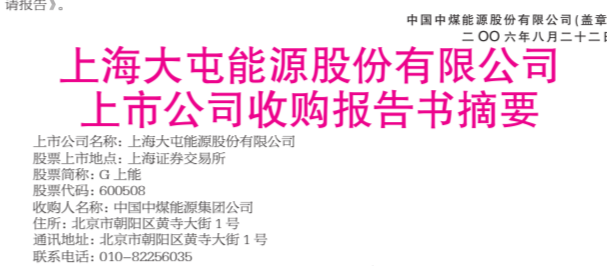 请报告》。
中国中煤能源股份有限公司(盖章
二〇〇六年八月二十二日
上海大屯能源股份有限公司
上市公司收购报告书摘要
上市公司名称：上海大屯能源股份有限公司
股票上市地点：上海证券交易所
股票简称：G 上能
股票代码：600508
收购人名称：中国中煤能源集团公司
住所：北京市朝阳区黄寺大街 1 号
通讯地址：北京市朝阳区黄寺大街 1 号
联系电话：010-82256035